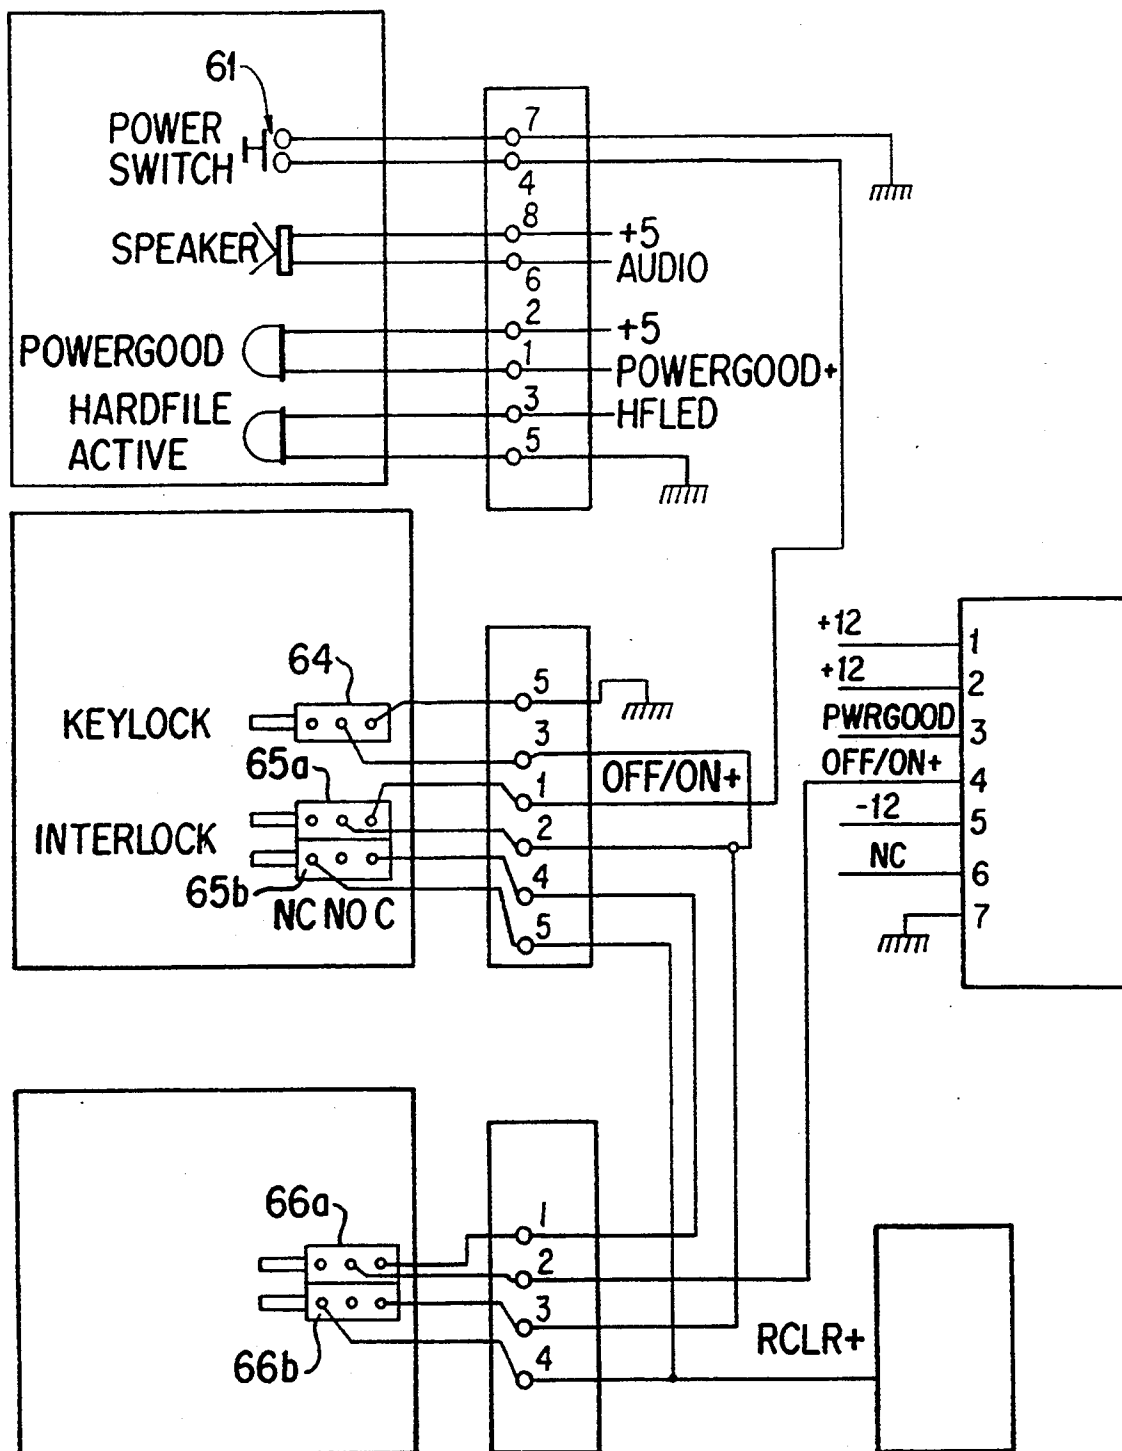 61
POWER
SWITCH
7
4
SPEAKER
8
+5
6
AUDIO
POWERGOOD
2
+5
1
POWERGOOD+
HARDFILE
ACTIVE
3
HFLED
5
KEYLOCK
64
5
3
OFF/ON+
INTERLOCK
65a
1
2
65b
NC NO C
4
5
+12
1
+12
2
PWRGOOD
3
OFF/ON+
4
-12
5
NC
6
7
66a
1
2
66b
3
4
RCLR+